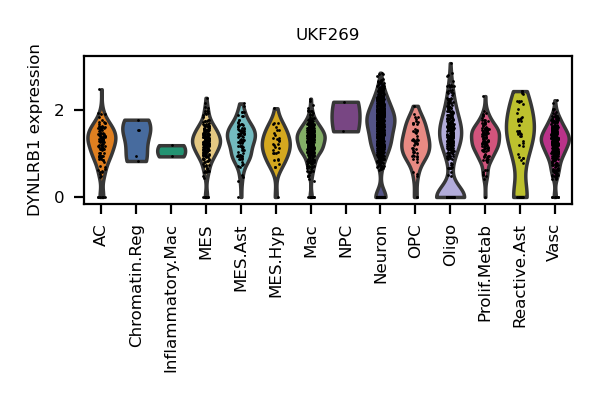 UKF269
DYNLRB1 expression
2
0
AC
Chromatin.Reg
Inflammatory.Mac
MES
MES.Ast
MES.Hyp
Mac
NPC
Neuron
OPC
Oligo
Prolif.Metab
Reactive.Ast
Vasc